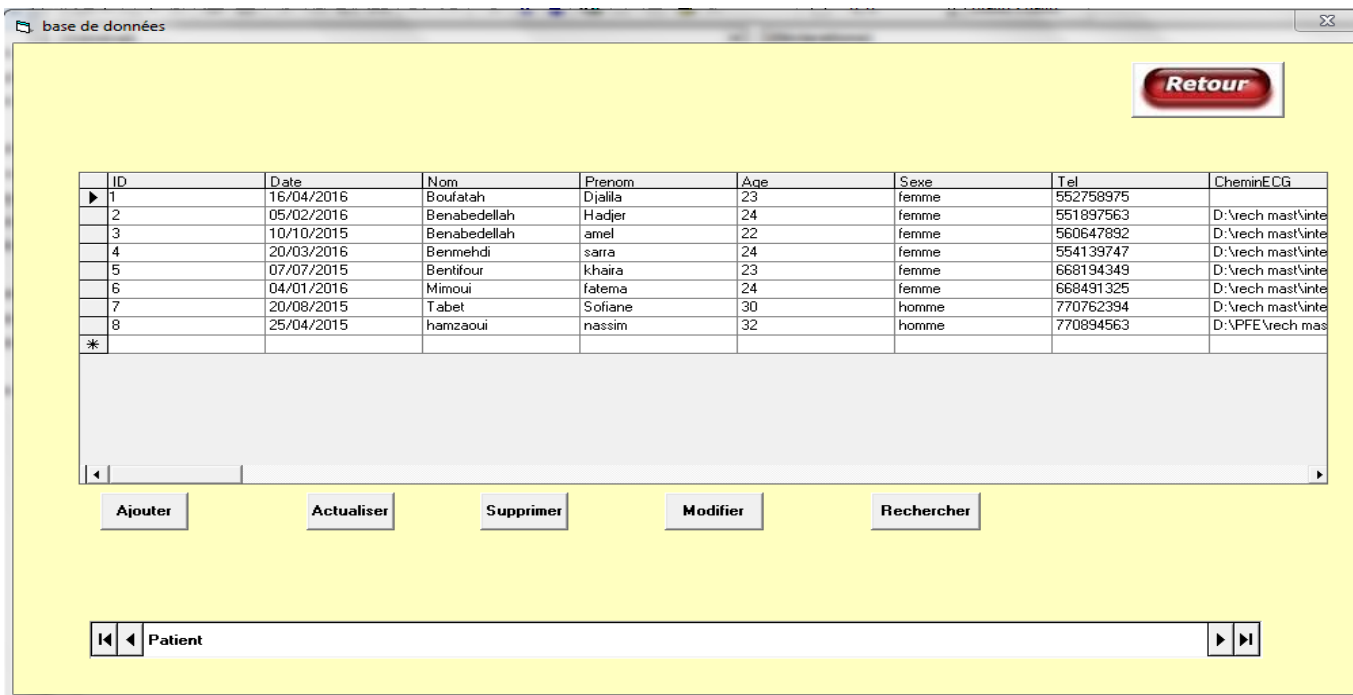 base de données
Retour
ID Date Nom Prenom Age Sexe Tel CheminECG
1 16/04/2016 Boufatah Djalila 23 femme 552758975
2 05/02/2016 Benabedellah Hadjer 24 femme 551897563 D:\rech mast\inte
3 10/10/2015 Benabedellah amel 22 femme 560647892 D:\rech mast\inte
4 20/03/2016 Benmehdi sarra 24 femme 554139747 D:\rech mast\inte
5 07/07/2015 Bentifour khaira 23 femme 668194349 D:\rech mast\inte
6 04/01/2016 Mimoui fatema 24 femme 668491325 D:\rech mast\inte
7 20/08/2015 Tabet Sofiane 30 homme 770762394 D:\rech mast\inte
8 25/04/2015 hamzaoui nassim 32 homme 770894563 D:\PFE\rech mas
Ajouter Actualiser Supprimer Modifier Rechercher
Patient